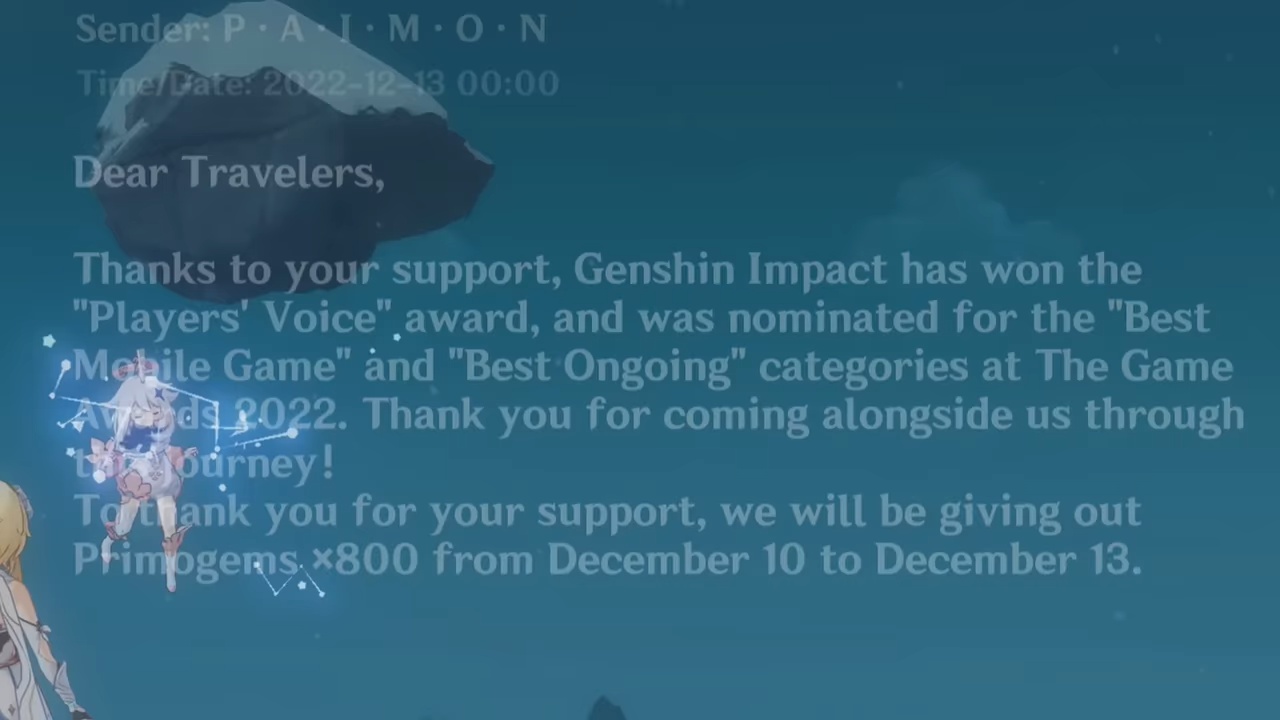 Sender: P · A · I · M · O · N
Time/Date: 2022-12-13 00:00
Dear Travelers,
Thanks to your support, Genshin Impact has won the
"Players' Voice" award, and was nominated for the "Best
Mobile Game" and "Best Ongoing" categories at The Game
Awards 2022. Thank you for coming alongside us through
this journey!
To thank you for your support, we will be giving out
Primogems ×800 from December 10 to December 13.